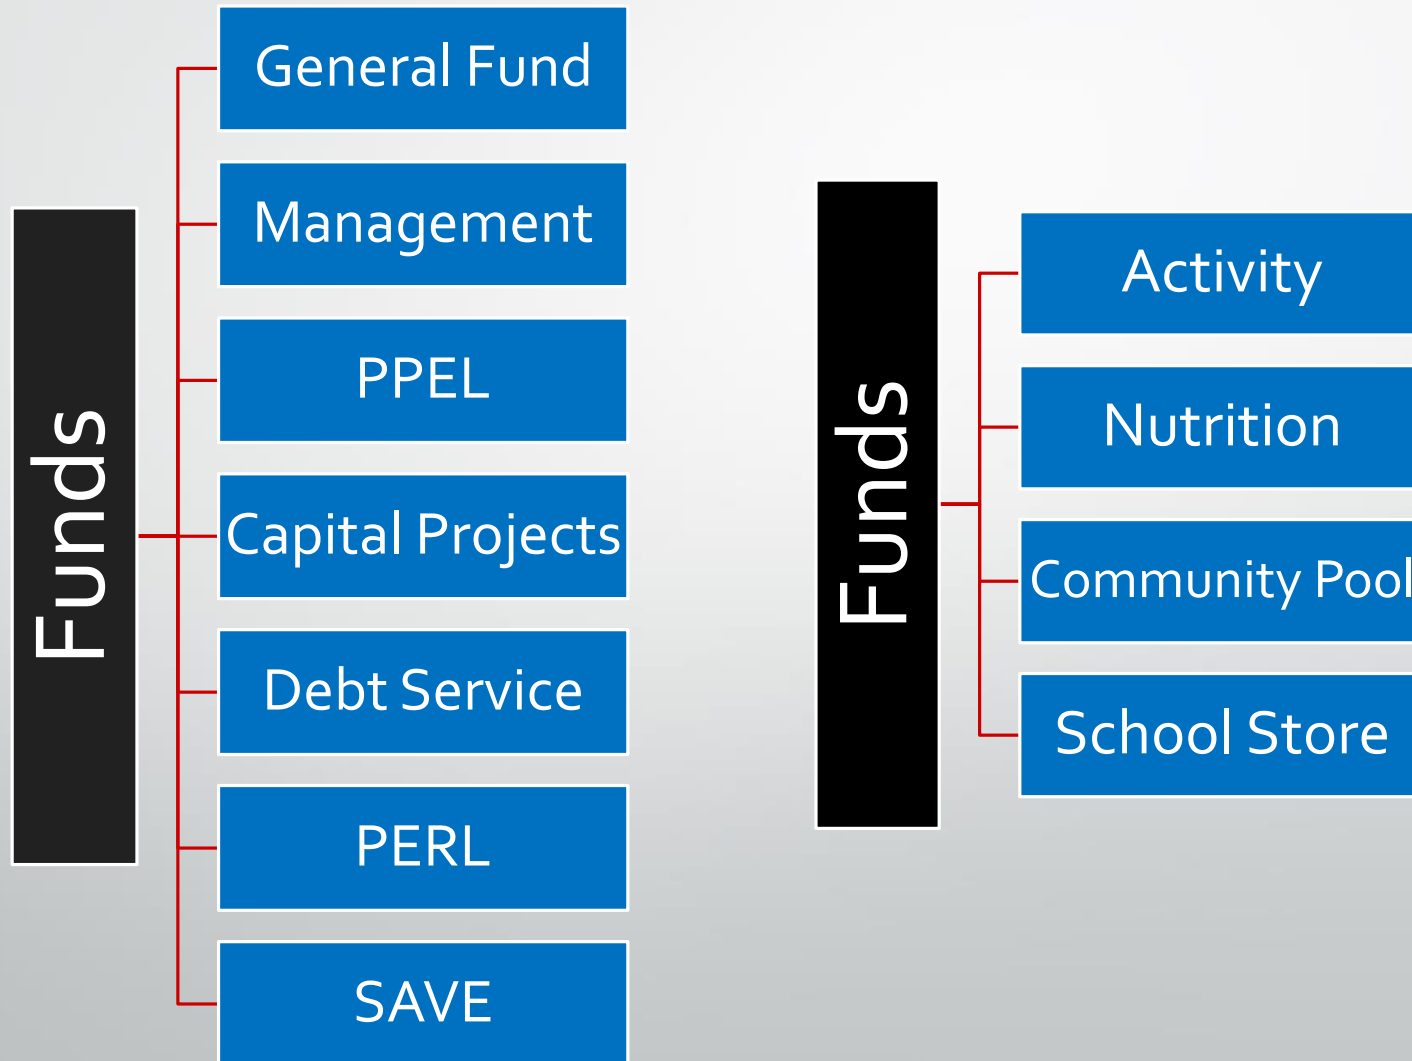 Funds
General Fund
Management
PPEL
Capital Projects
Debt Service
PERL
SAVE
Funds
Activity
Nutrition
Community Pool
School Store